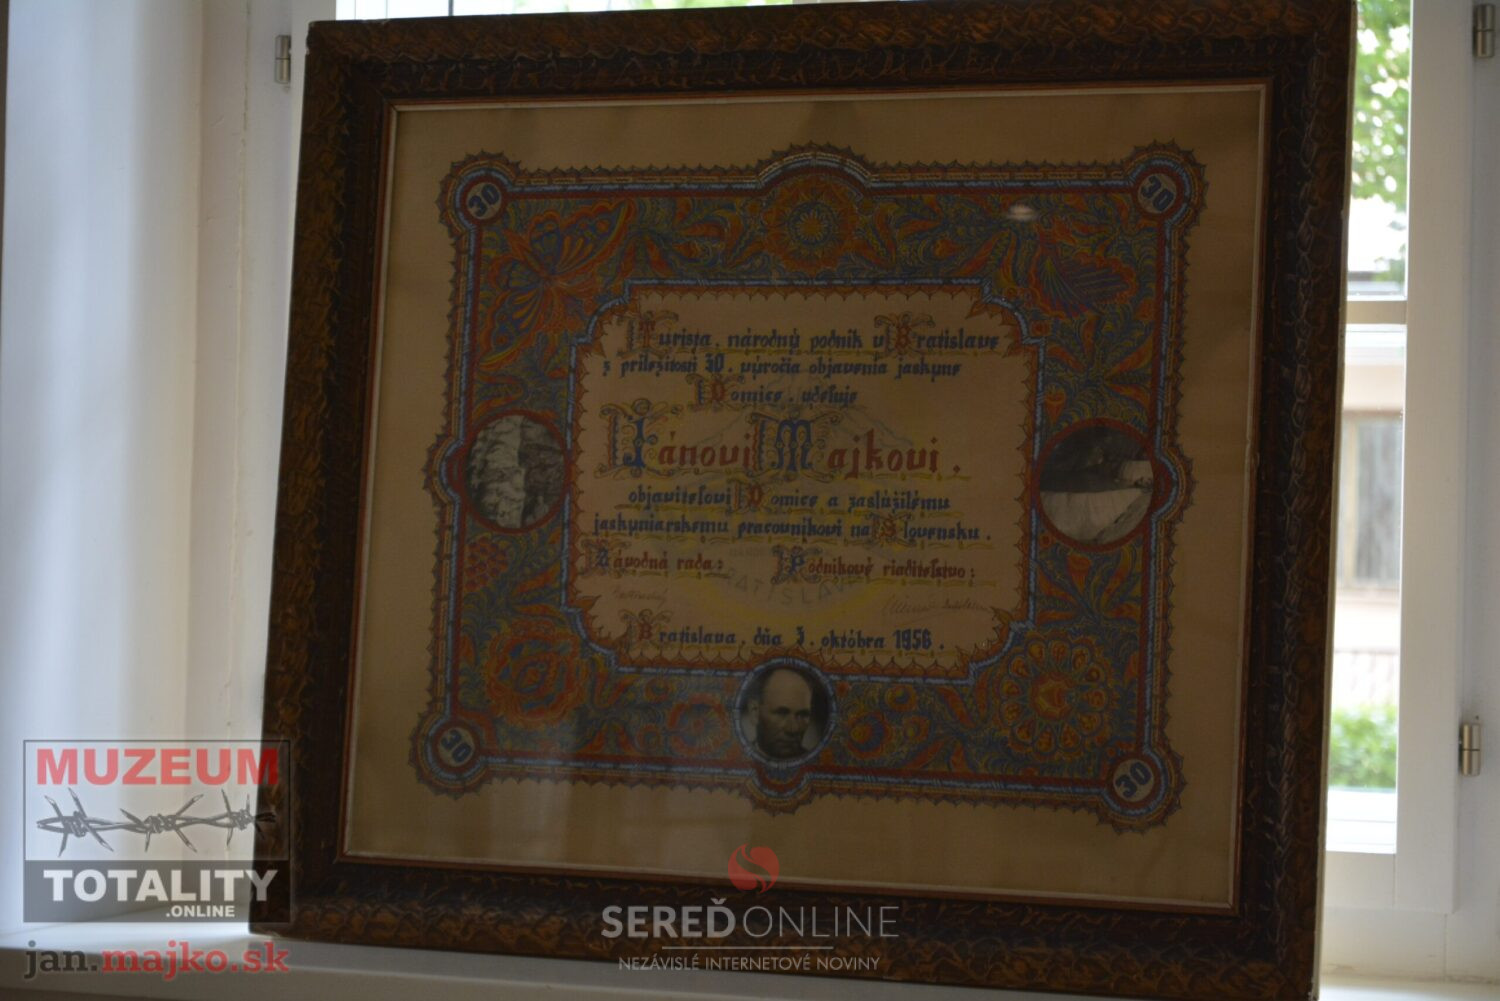 30
30
Turista, národný podnik v Bratislave
z príležitosti 30. výročia objavenia jaskyne
Domice, udeľuje
Jánovi Majkovi,
objaviteľovi Domice a zaslúžilému
jaskyniarskemu pracovníkovi na Slovensku.
Závodná rada: Podnikové riaditeľstvo:
Bratislava, dňa 3. októbra 1956.
30
30
MUZEUM
TOTALITY
.ONLINE
jan.majko.sk
SEREĎONLINE
NEZÁVISLÉ INTERNETOVÉ NOVINY